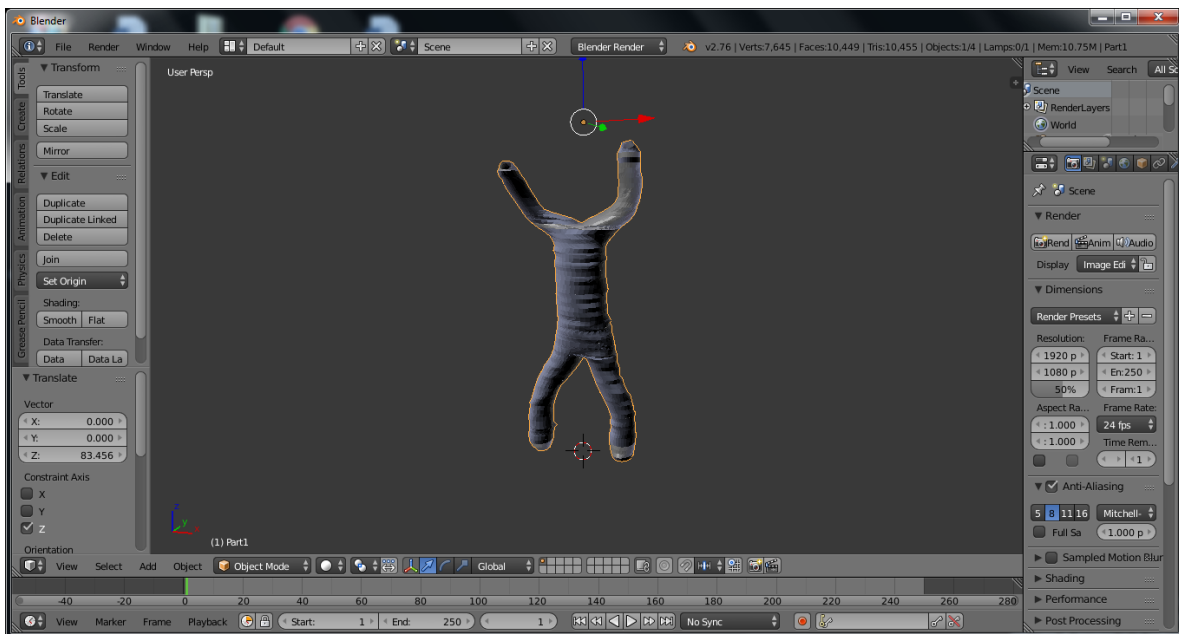 Blender
File Render Window Help Default Scene Blender Render v2.76 | Verts:7,645 | Faces:10,449 | Tris:10,455 | Objects:1/4 | Lamps:0/1 | Mem:10.75M | Part1
Tools
Create
Relations
Animation
Physics
Grease Pencil
Transform
Translate
Rotate
Scale
Mirror
Edit
Duplicate
Duplicate Linked
Delete
Join
Set Origin
Shading:
Smooth Flat
Data Transfer:
Data Data La
Translate
Vector
X: 0.000
Y: 0.000
Z: 83.456
Constraint Axis
X
Y
Z
Orientation
User Persp
z
y
(1) Part1
View Select Add Object Object Mode Global
-40 -20 0 20 40 60 80 100 120 140 160 180 200 220 240 260 280
View Marker Frame Playback Start: 1 End: 250 1 No Sync
View Search All Sc
Scene
RenderLayers
World
Scene
Render
Rend Anim Audio
Display Image Edi
Dimensions
Render Presets
Resolution: Frame Ra...
1920 p Start: 1
1080 p En:250
50% Fram:1
Aspect Ra... Frame Rate:
: 1.000 24 fps
: 1.000 Time Rem...
1
Anti-Aliasing
5 8 11 16 Mitchell-
Full Sa 1.000 p
Sampled Motion Blur
Shading
Performance
Post Processing